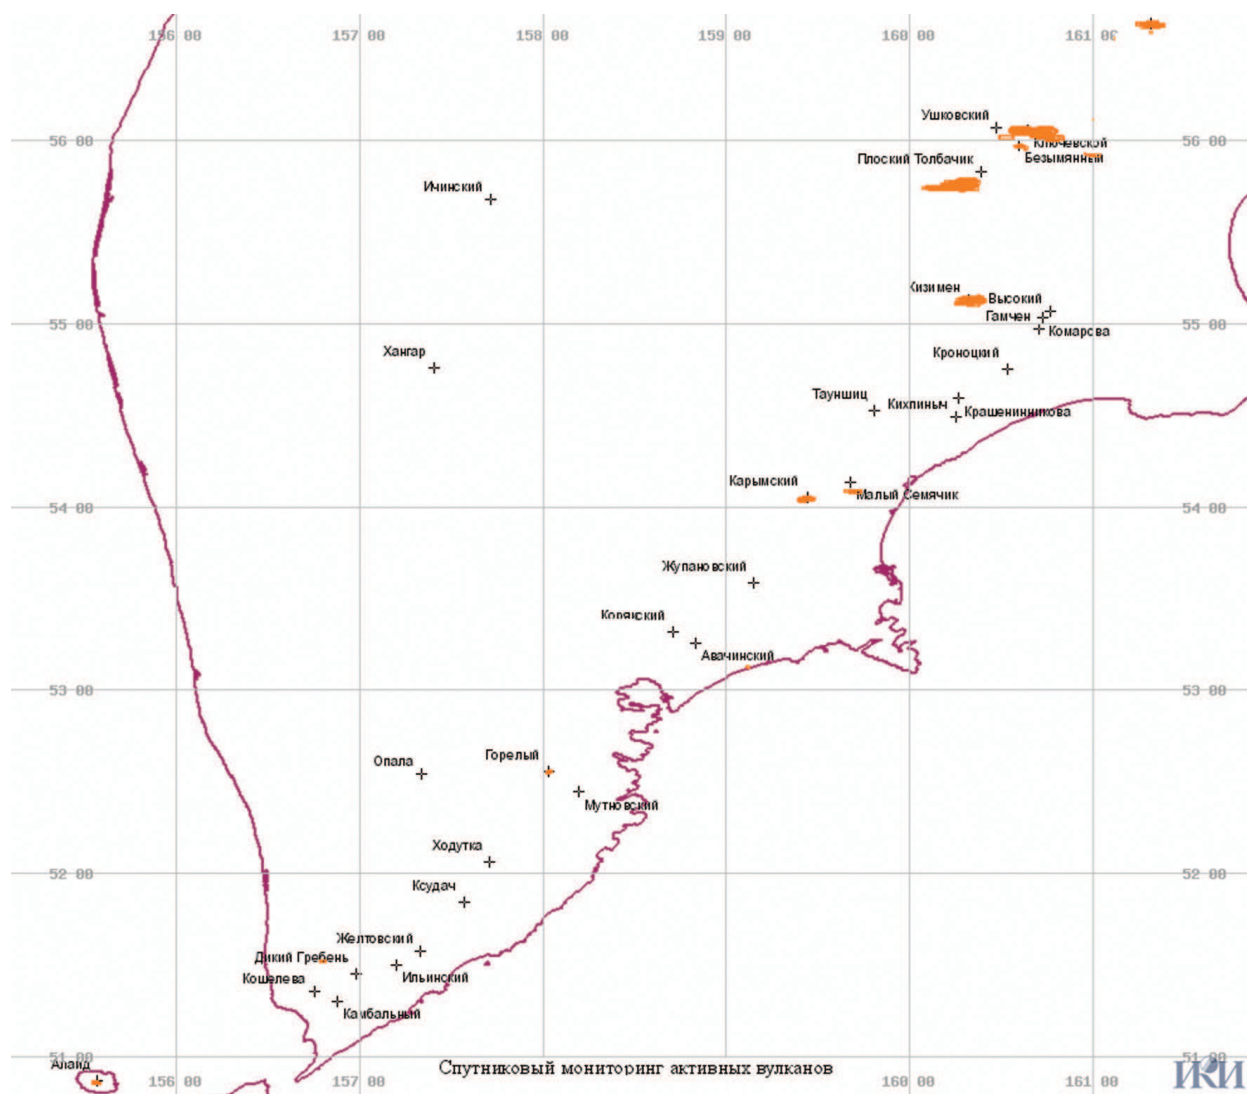 156 00 157 00 158 00 159 00 160 00 161 00
Ушковский
56 00 56 00
Ключевской
Безымянный
Плоский Толбачик
Ичинский
Кизимен
Высокий
Гамчен
55 00 55 00
Комарова
Хангар
Кроноцкий
Тауншиц
Кихпиныч
Крашенинникова
Карымский
Малый Семячик
54 00 54 00
Жупановский
Корякский
Авачинский
53 00 53 00
Горелый
Опала
Мутновский
Ходутка
52 00 52 00
Ксудач
Желтовский
Дикий Гребень
Кошелева
Ильинский
Камбальный
51 00 51 00
Алаид
Спутниковый мониторинг активных вулканов
156 00 157 00 160 00 161 00
ИКИ